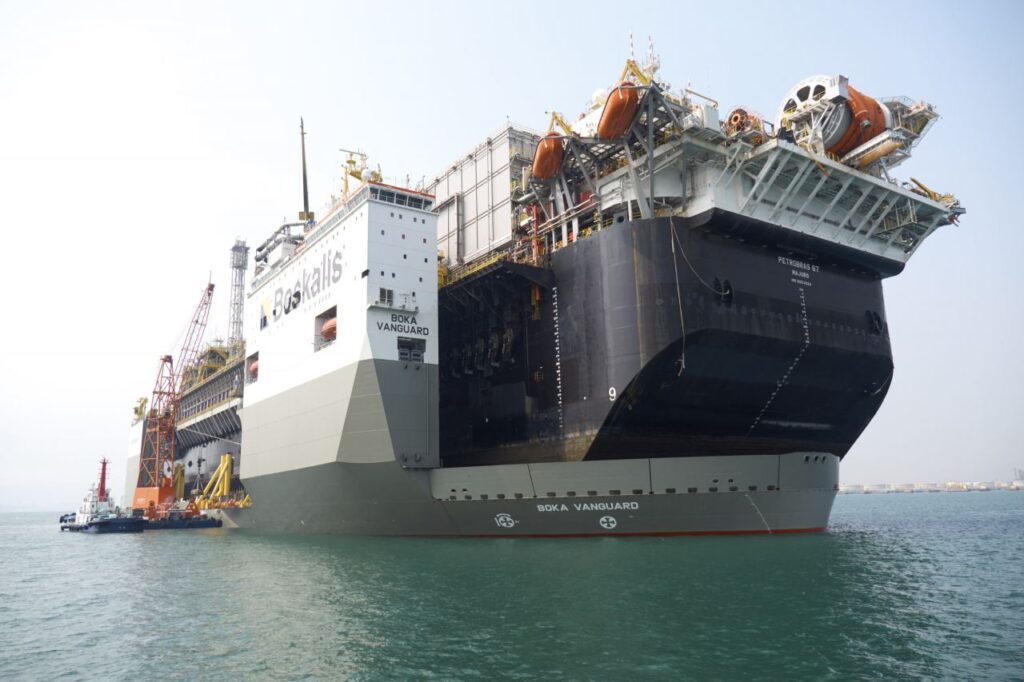 Boskalis
BOKA
VANGUARD
PETROBRAS 67
MAJURO
9
BOKA VANGUARD